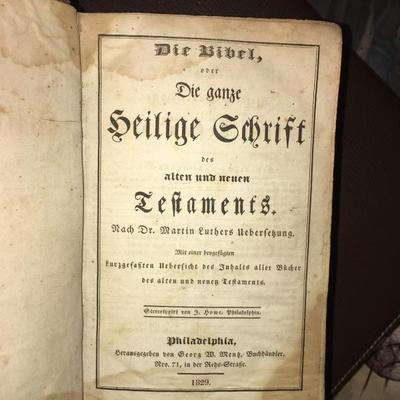 Die Bibel,
oder
Die ganze
Heilige Schrift
des
alten und neuen
Testaments.
Nach Dr. Martin Luthers Uebersetzung.
Mit einer beygefügten
kurzgefaßten Uebersicht des Inhalts aller Bücher
des alten und neuen Testaments.
Stereotypirt von J. Howe, Philadelphia.
Philadelphia,
Herausgegeben von Georg W. Mentz, Buchhändler,
Nro. 71, in der Rehs-Straße.
1829.